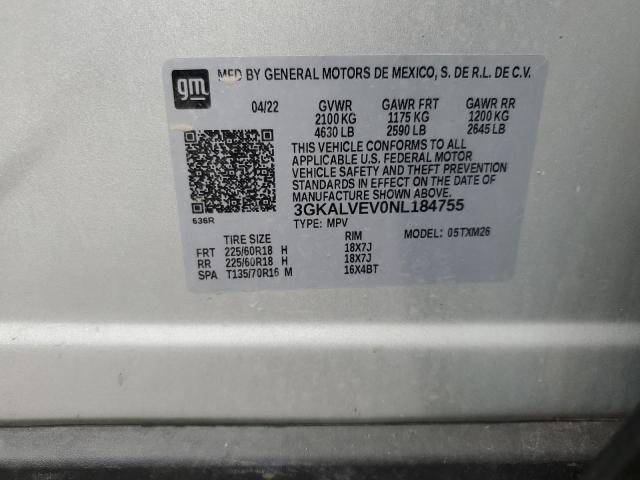 gm
MFD BY GENERAL MOTORS DE MEXICO, S. DE R.L. DE C.V.
04/22 GVWR GAWR FRT GAWR RR
2100 KG 1175 KG 1200 KG
4630 LB 2590 LB 2645 LB
THIS VEHICLE CONFORMS TO ALL
APPLICABLE U.S. FEDERAL MOTOR
VEHICLE SAFETY AND THEFT PREVENTION
STANDARDS IN EFFECT ON THE DATE OF
MANUFACTURE SHOWN ABOVE.
3GKALVEV0NL184755
636R
TYPE: MPV
MODEL: 05TXM26
TIRE SIZE RIM
FRT 225/60R18 H 18X7J
RR 225/60R18 H 18X7J
SPA T135/70R16 M 16X4BT